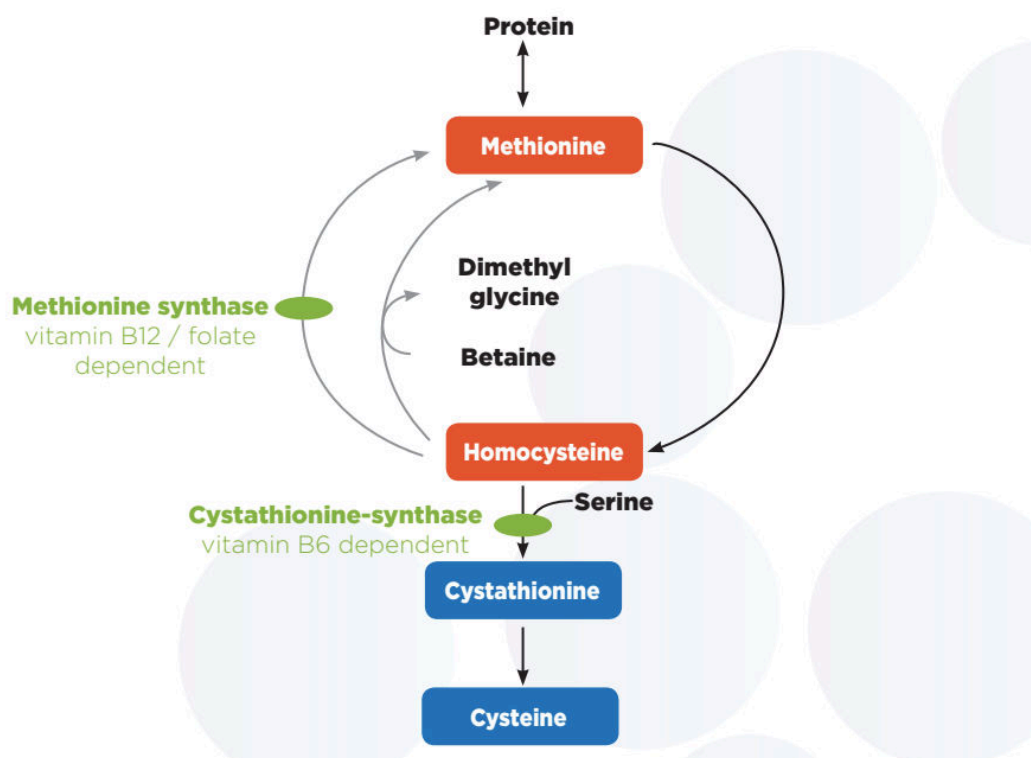 Protein
Methionine
Dimethyl
glycine
Methionine synthase
vitamin B12 / folate
dependent
Betaine
Homocysteine
Serine
Cystathionine-synthase
vitamin B6 dependent
Cystathionine
Cysteine